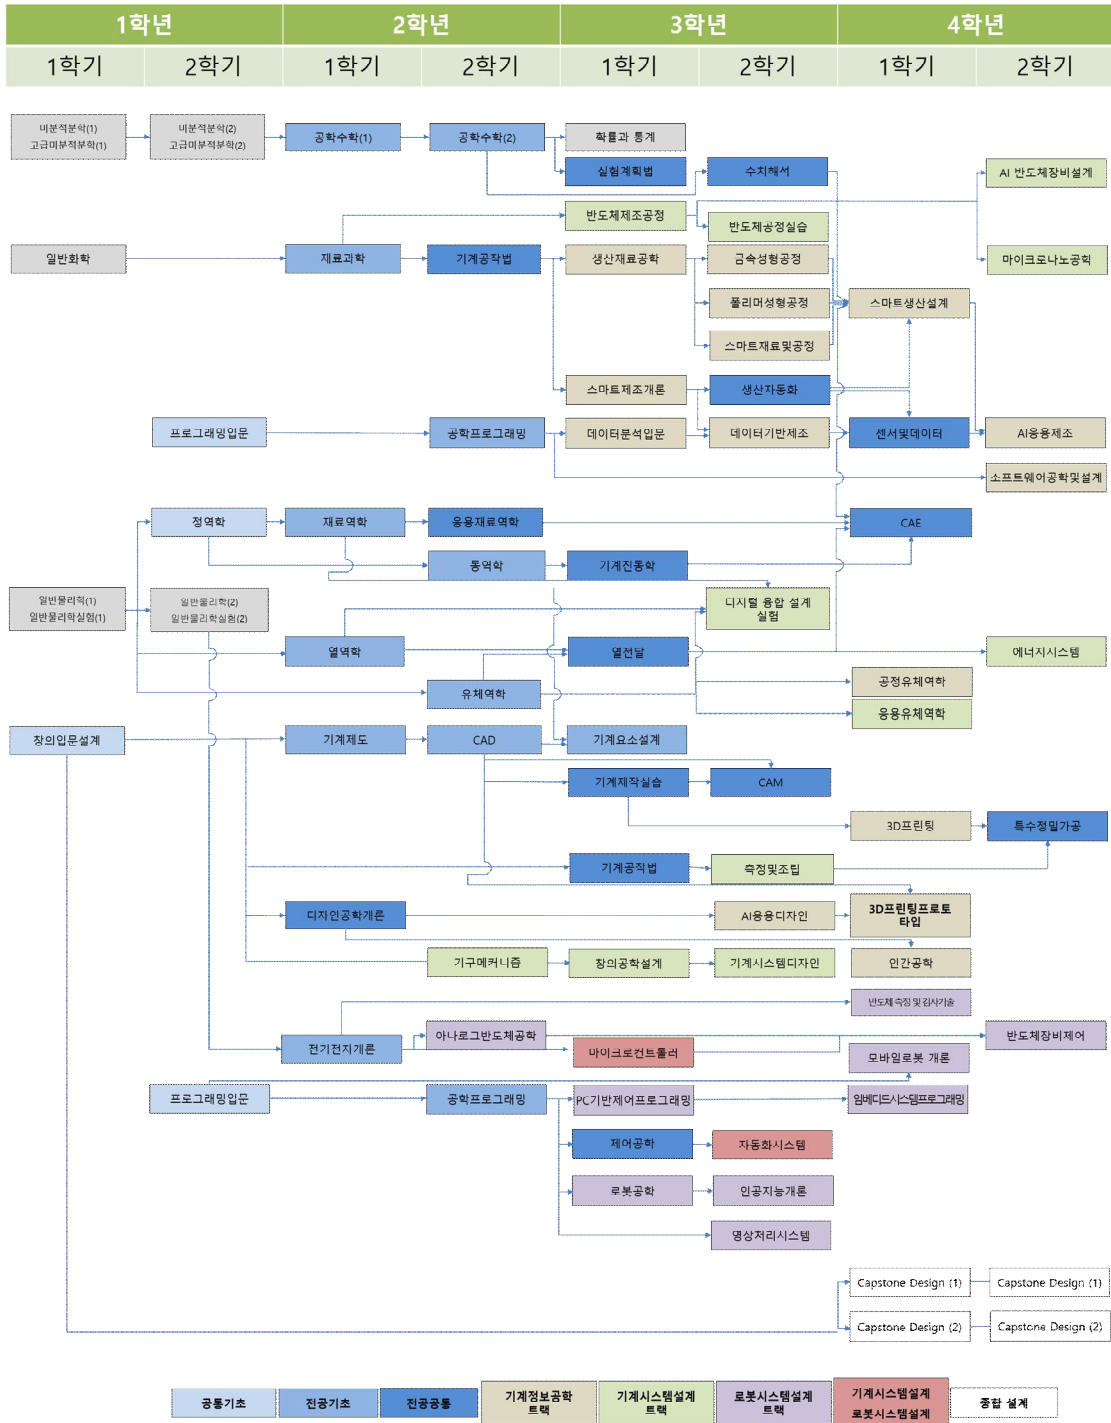 1학년 2학년 3학년 4학년
1학기 2학기 1학기 2학기 1학기 2학기 1학기 2학기
미분적분학(1)
고급미분적분학(1)
미분적분학(2)
고급미분적분학(2)
공학수학(1)
공학수학(2)
확률과 통계
실험계획법
수치해석
AI 반도체장비설계
반도체제조공정
반도체공정실습
일반화학
재료과학
기계공작법
생산재료공학
금속성형공정
마이크로나노공학
폴리머성형공정
스마트생산설계
스마트재료및공정
스마트제조개론
생산자동화
프로그래밍입문
공학프로그래밍
데이터분석입문
데이터기반제조
센서및데이터
AI응용제조
소프트웨어공학및설계
정역학
재료역학
응용재료역학
CAE
동역학
기계진동학
일반물리학(1)
일반물리학실험(1)
일반물리학(2)
일반물리학실험(2)
디지털 융합 설계
실험
열역학
열전달
에너지시스템
유체역학
공정유체역학
응용유체역학
창의입문설계
기계제도
CAD
기계요소설계
기계제작실습
CAM
3D프린팅
특수정밀가공
기계공작법
측정및조립
디자인공학개론
AI응용디자인
3D프린팅프로토
타입
기구메커니즘
창의공학설계
기계시스템디자인
인간공학
반도체 측정 및 검사기술
전기전자개론
아나로그반도체공학
마이크로컨트롤러
반도체장비제어
모바일로봇 개론
프로그래밍입문
공학프로그래밍
PC기반제어프로그래밍
임베디드시스템프로그래밍
제어공학
자동화시스템
로봇공학
인공지능개론
영상처리시스템
Capstone Design (1)
Capstone Design (1)
Capstone Design (2)
Capstone Design (2)
공통기초
전공기초
전공공통
기계정보공학
트랙
기계시스템설계
트랙
로봇시스템설계
트랙
기계시스템설계
로봇시스템설계
종합 설계